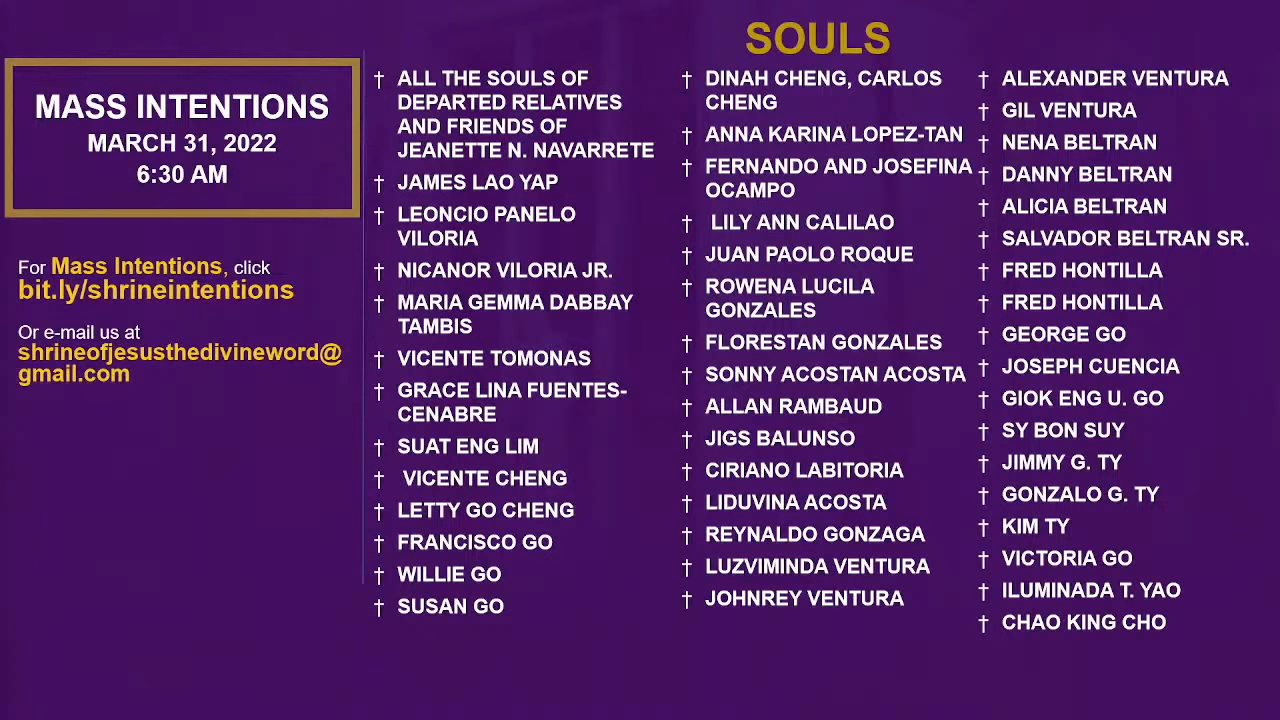 SOULS
MASS INTENTIONS
MARCH 31, 2022
6:30 AM
For Mass Intentions, click
bit.ly/shrineintentions
Or e-mail us at
shrineofjesusthedivineword@
gmail.com
† ALL THE SOULS OF
DEPARTED RELATIVES
AND FRIENDS OF
JEANETTE N. NAVARRETE
† JAMES LAO YAP
† LEONCIO PANELO
VILORIA
† NICANOR VILORIA JR.
† MARIA GEMMA DABBAY
TAMBIS
† VICENTE TOMONAS
† GRACE LINA FUENTES-
CENABRE
† SUAT ENG LIM
† VICENTE CHENG
† LETTY GO CHENG
† FRANCISCO GO
† WILLIE GO
† SUSAN GO
† DINAH CHENG, CARLOS
CHENG
† ANNA KARINA LOPEZ-TAN
† FERNANDO AND JOSEFINA
OCAMPO
† LILY ANN CALILAO
† JUAN PAOLO ROQUE
† ROWENA LUCILA
GONZALES
† FLORESTAN GONZALES
† SONNY ACOSTAN ACOSTA
† ALLAN RAMBAUD
† JIGS BALUNSO
† CIRIANO LABITORIA
† LIDUVINA ACOSTA
† REYNALDO GONZAGA
† LUZVIMINDA VENTURA
† JOHNREY VENTURA
† ALEXANDER VENTURA
† GIL VENTURA
† NENA BELTRAN
† DANNY BELTRAN
† ALICIA BELTRAN
† SALVADOR BELTRAN SR.
† FRED HONTILLA
† FRED HONTILLA
† GEORGE GO
† JOSEPH CUENCIA
† GIOK ENG U. GO
† SY BON SUY
† JIMMY G. TY
† GONZALO G. TY
† KIM TY
† VICTORIA GO
† ILUMINADA T. YAO
† CHAO KING CHO